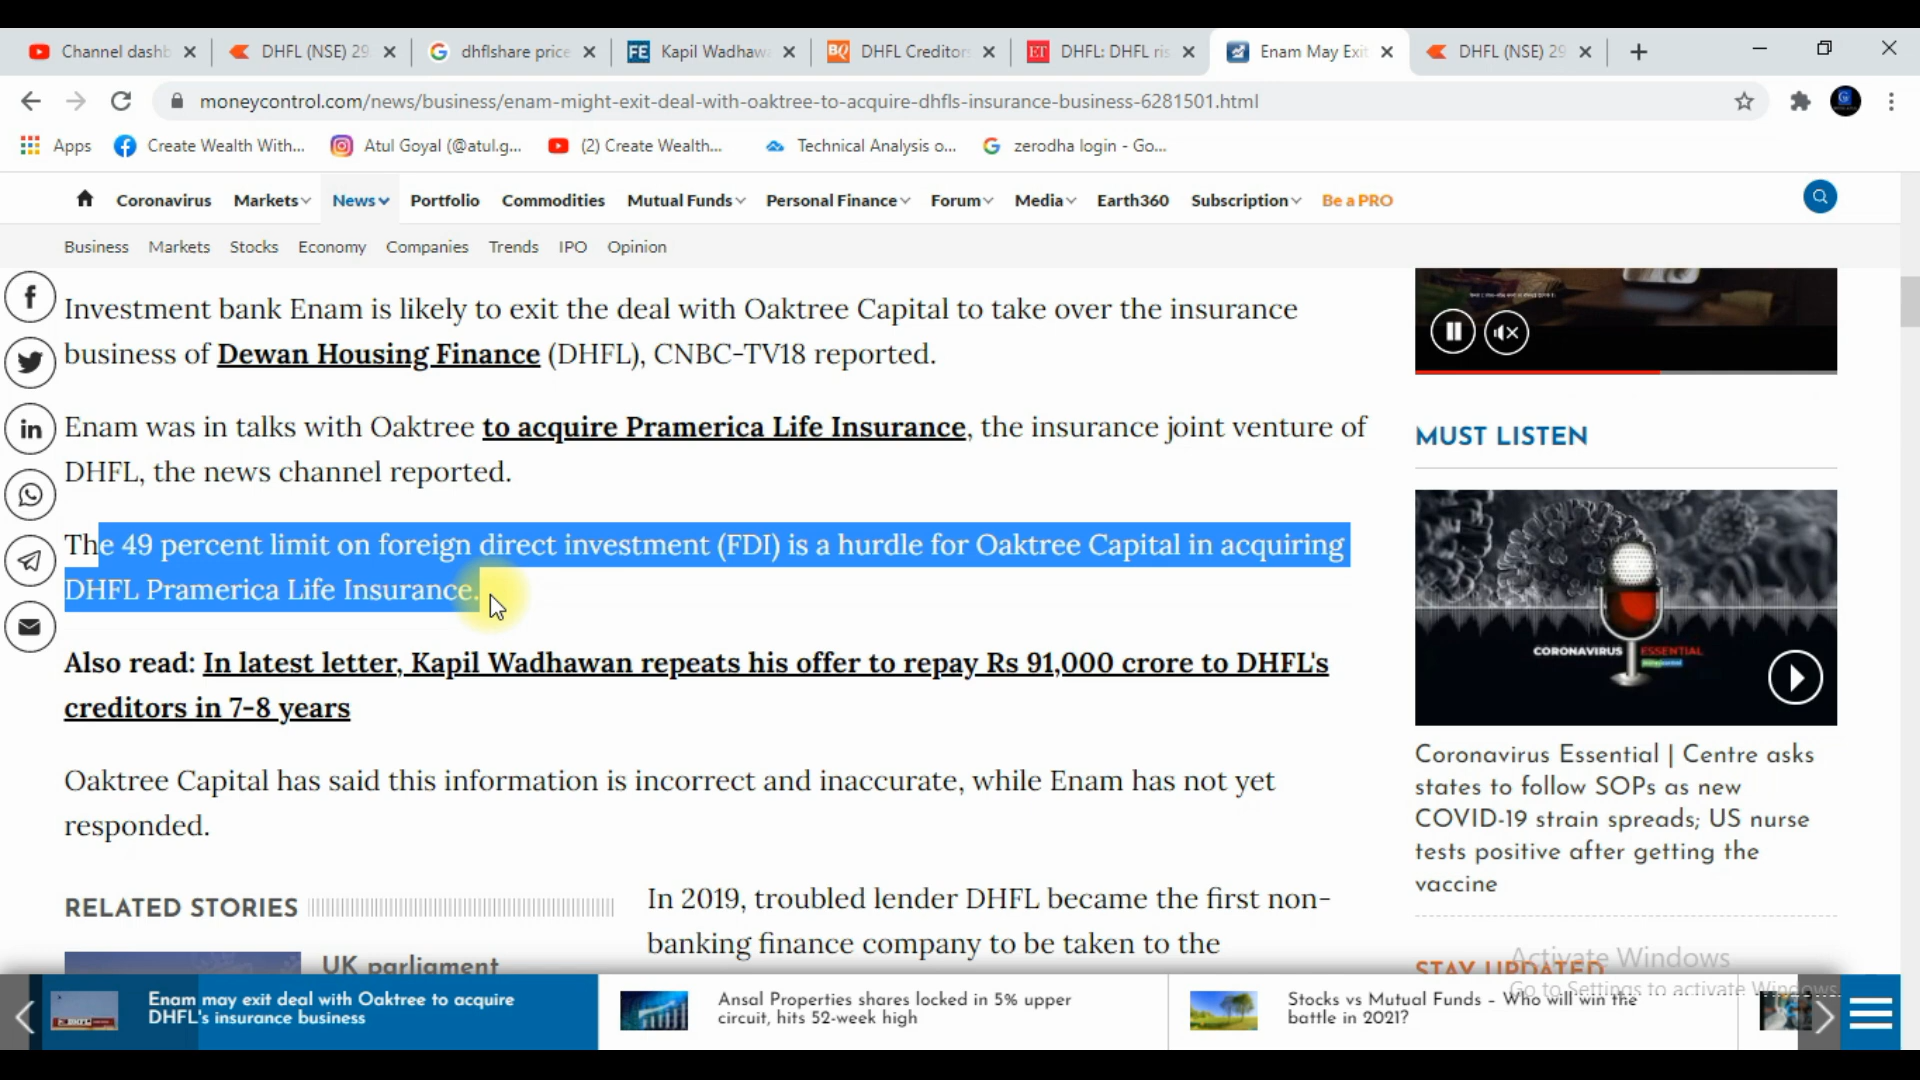 Channel dashb
DHFL (NSE) 29
dhflshare price
Kapil Wadhaw
DHFL Creditor
DHFL: DHFL ris
Enam May Exit
DHFL (NSE) 29
moneycontrol.com/news/business/enam-might-exit-deal-with-oaktree-to-acquire-dhfls-insurance-business-6281501.html
Apps
Create Wealth With...
Atul Goyal (@atul.g...
(2) Create Wealth...
Technical Analysis o...
zerodha login - Go...
Coronavirus Markets News Portfolio Commodities Mutual Funds Personal Finance Forum Media Earth360 Subscription Be a PRO
Business Markets Stocks Economy Companies Trends IPO Opinion
Investment bank Enam is likely to exit the deal with Oaktree Capital to take over the insurance
business of Dewan Housing Finance (DHFL), CNBC-TV18 reported.
Enam was in talks with Oaktree to acquire Pramerica Life Insurance, the insurance joint venture of
DHFL, the news channel reported.
The 49 percent limit on foreign direct investment (FDI) is a hurdle for Oaktree Capital in acquiring
DHFL Pramerica Life Insurance.
Also read: In latest letter, Kapil Wadhawan repeats his offer to repay Rs 91,000 crore to DHFL's
creditors in 7-8 years
Oaktree Capital has said this information is incorrect and inaccurate, while Enam has not yet
responded.
RELATED STORIES
UK parliament
In 2019, troubled lender DHFL became the first non-
banking finance company to be taken to the
MUST LISTEN
CORONAVIRUS ESSENTIAL
Coronavirus Essential | Centre asks
states to follow SOPs as new
COVID-19 strain spreads; US nurse
tests positive after getting the
vaccine
STAY UPDATED
Activate Windows
Go to Settings to activate Windows.
Enam may exit deal with Oaktree to acquire
DHFL's insurance business
Ansal Properties shares locked in 5% upper
circuit, hits 52-week high
Stocks vs Mutual Funds - Who will win the
battle in 2021?